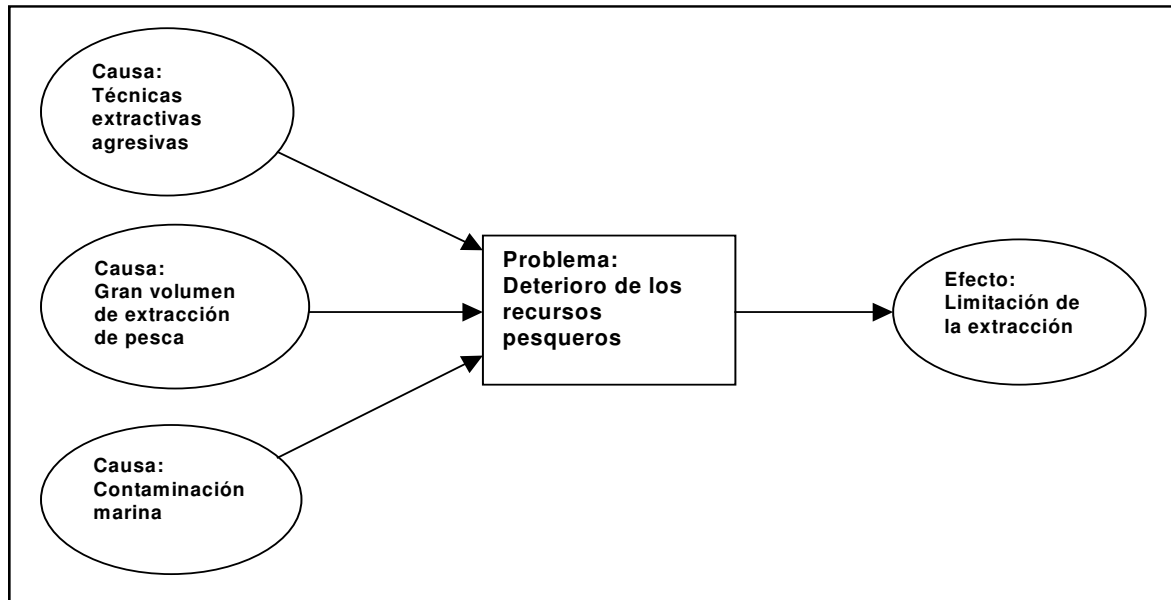 Causa:
Técnicas
extractivas
agresivas
Causa:
Gran volumen
de extracción
de pesca
Causa:
Contaminación
marina
Problema:
Deterioro de los
recursos
pesqueros
Efecto:
Limitación de
la extracción